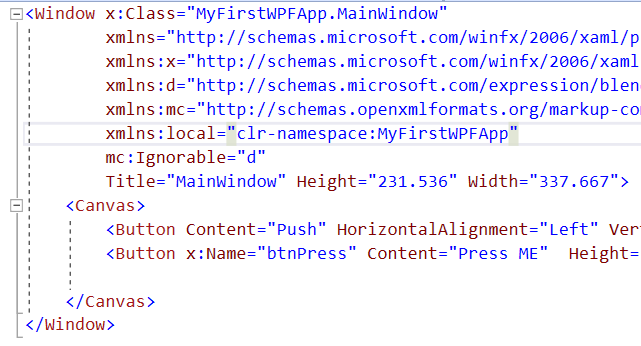 <Window x:Class="MyFirstWPFApp.MainWindow"
xmlns="http://schemas.microsoft.com/winfx/2006/xaml/p
xmlns:x="http://schemas.microsoft.com/winfx/2006/xaml
xmlns:d="http://schemas.microsoft.com/expression/blen
xmlns:mc="http://schemas.openxmlformats.org/markup-co
xmlns:local="clr-namespace:MyFirstWPFApp"
mc:Ignorable="d"
Title="MainWindow" Height="231.536" Width="337.667">
<Canvas>
<Button Content="Push" HorizontalAlignment="Left" Vert
<Button x:Name="btnPress" Content="Press ME"  Height=
</Canvas>
</Window>